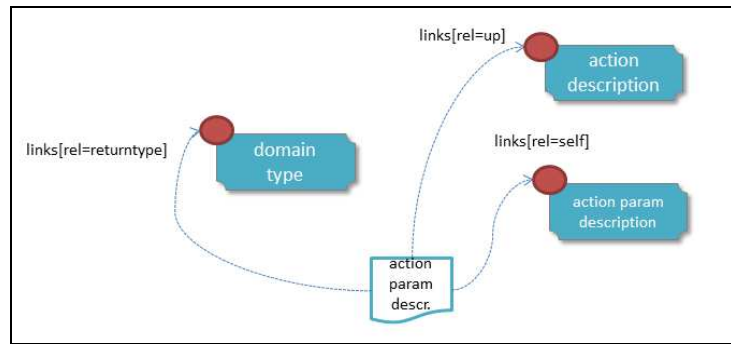 links[rel=up]
action
description
links[rel=self]
links[rel=returntype]
domain
type
action param
description
action
param
descr.